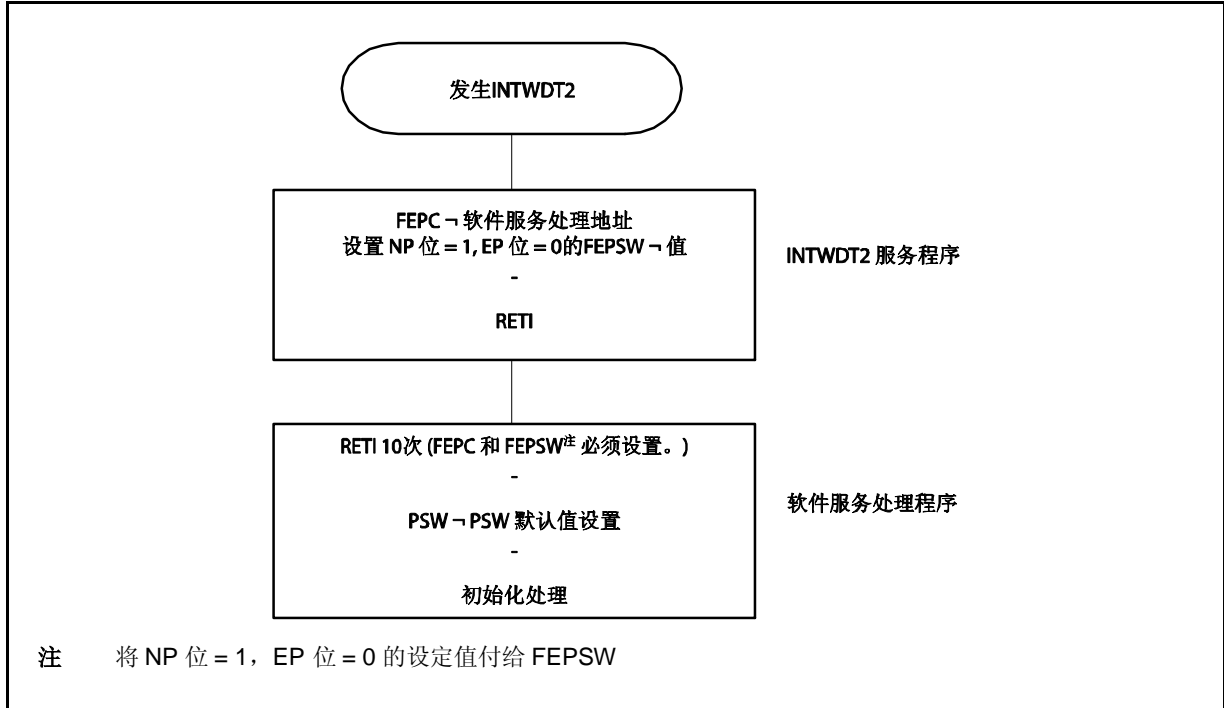 发生INTWDT2
FEPC ¬ 软件服务处理地址
设置 NP 位 = 1, EP 位 = 0的FEPSW ¬ 值
-
RETI
INTWDT2 服务程序
RETI 10次 (FEPC 和 FEPSW注 必须设置。)
-
PSW ¬ PSW 默认值设置
-
初始化处理
软件服务处理程序
注 将 NP 位 = 1，EP 位 = 0 的设定值付给 FEPSW